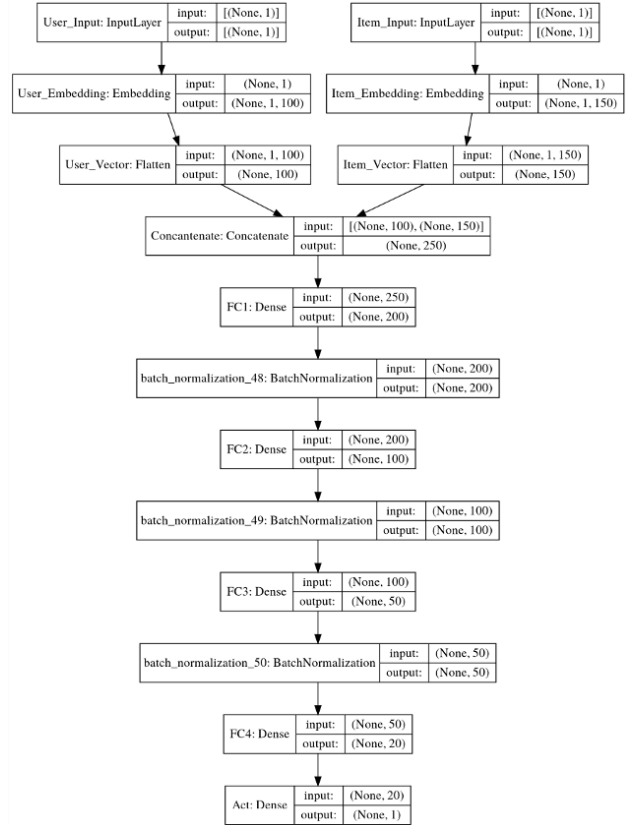 User_Input: InputLayer input: [(None, 1)]
output: [(None, 1)]
Item_Input: InputLayer input: [(None, 1)]
output: [(None, 1)]
User_Embedding: Embedding input: (None, 1)
output: (None, 1, 100)
Item_Embedding: Embedding input: (None, 1)
output: (None, 1, 150)
User_Vector: Flatten input: (None, 1, 100)
output: (None, 100)
Item_Vector: Flatten input: (None, 1, 150)
output: (None, 150)
Concantenate: Concatenate input: [(None, 100), (None, 150)]
output: (None, 250)
FC1: Dense input: (None, 250)
output: (None, 200)
batch_normalization_48: BatchNormalization input: (None, 200)
output: (None, 200)
FC2: Dense input: (None, 200)
output: (None, 100)
batch_normalization_49: BatchNormalization input: (None, 100)
output: (None, 100)
FC3: Dense input: (None, 100)
output: (None, 50)
batch_normalization_50: BatchNormalization input: (None, 50)
output: (None, 50)
FC4: Dense input: (None, 50)
output: (None, 20)
Act: Dense input: (None, 20)
output: (None, 1)